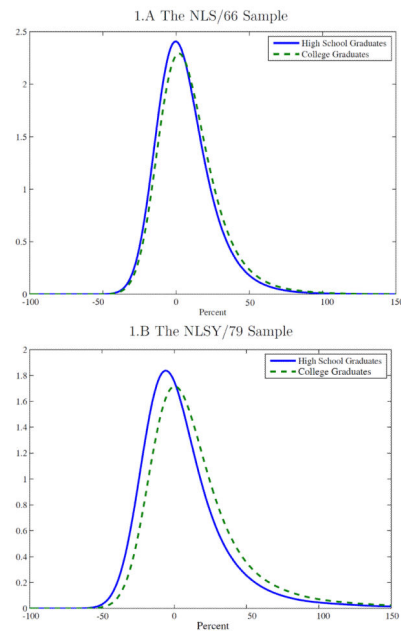 1.A The NLS/66 Sample
2.5
High School Graduates
College Graduates
2
1.5
1
0.5
0
-100 -50 0 50 100 150
Percent
1.B The NLSY/79 Sample
2
High School Graduates
1.8
College Graduates
1.6
1.4
1.2
1
0.8
0.6
0.4
0.2
0
-100 -50 0 50 100 150
Percent